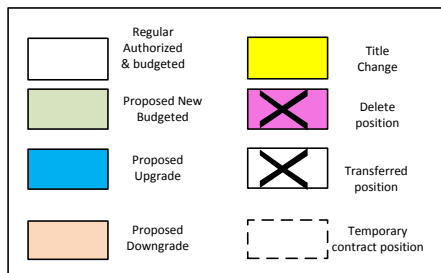 Regular
Authorized
& budgeted
Title
Change
Proposed New
Budgeted
Delete
position
Proposed
Upgrade
Transferred
position
Proposed
Downgrade
Temporary
contract position